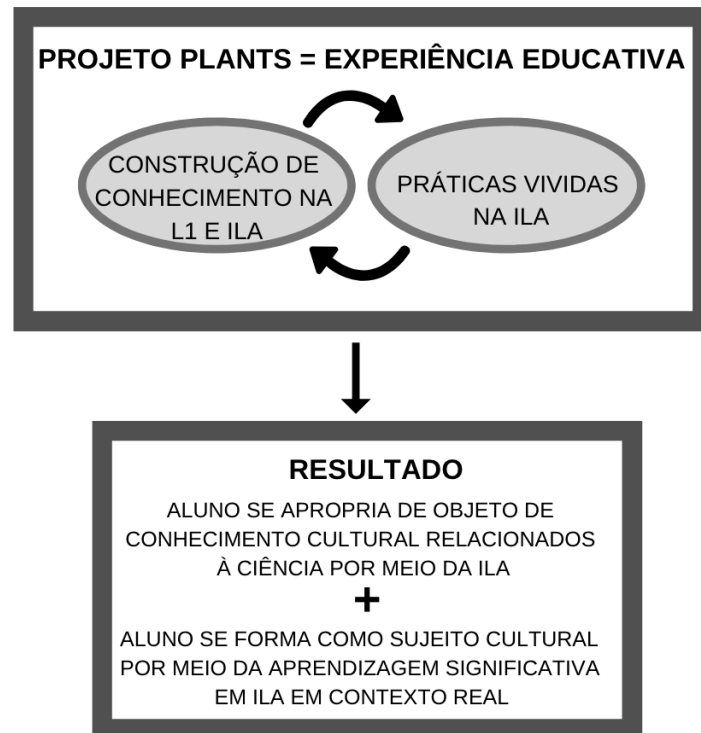 PROJETO PLANTS = EXPERIÊNCIA EDUCATIVA
CONSTRUÇÃO DE
CONHECIMENTO NA
L1 E ILA
PRÁTICAS VIVIDAS
NA ILA
RESULTADO
ALUNO SE APROPRIA DE OBJETO DE
CONHECIMENTO CULTURAL RELACIONADOS
À CIÊNCIA POR MEIO DA ILA
+
ALUNO SE FORMA COMO SUJEITO CULTURAL
POR MEIO DA APRENDIZAGEM SIGNIFICATIVA
EM ILA EM CONTEXTO REAL